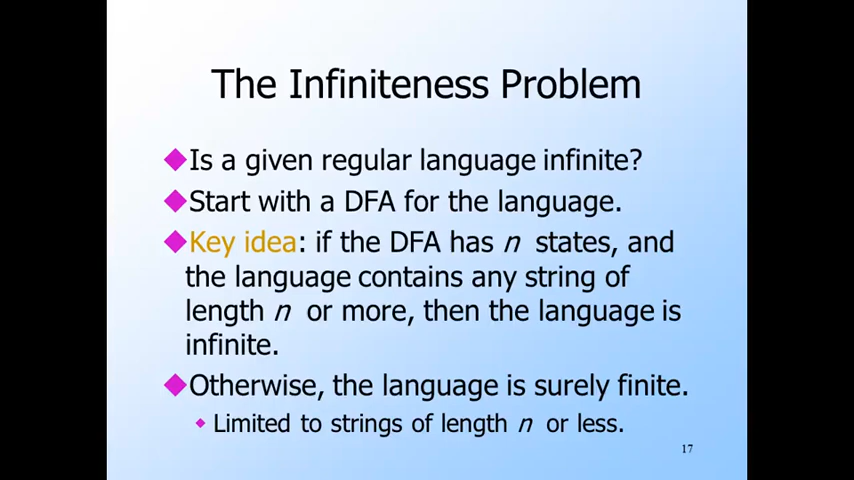 The Infiniteness Problem
Is a given regular language infinite?
Start with a DFA for the language.
Key idea: if the DFA has n states, and
the language contains any string of
length n or more, then the language is
infinite.
Otherwise, the language is surely finite.
Limited to strings of length n or less.
17